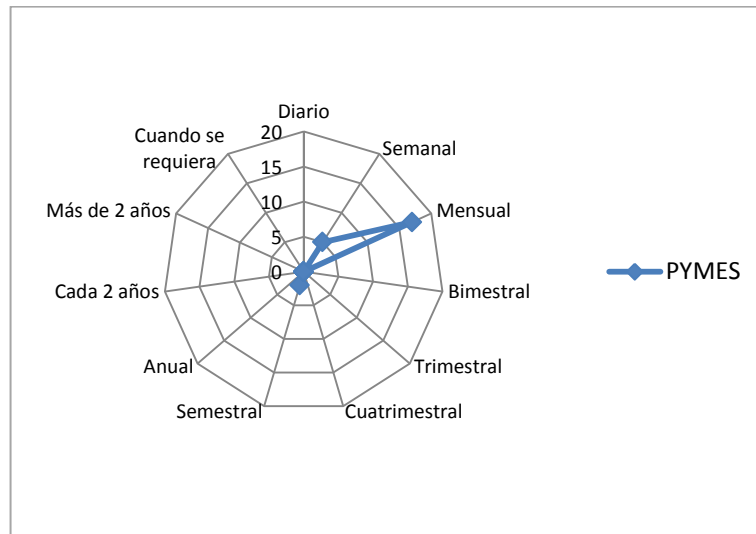 Diario
Semanal
Mensual
Bimestral
Trimestral
Cuatrimestral
Semestral
Anual
Cada 2 años
Más de 2 años
Cuando se
requiera
20
15
10
5
0
PYMES